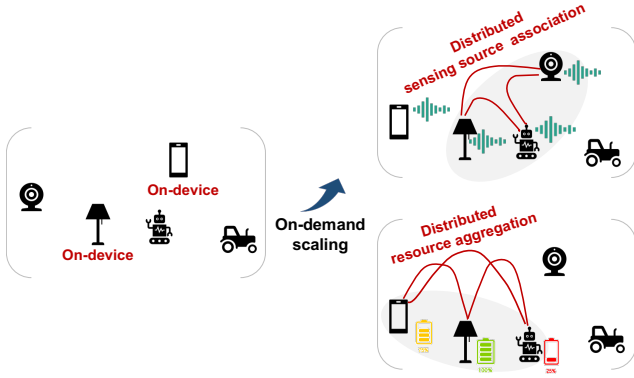 On-device
On-device
On-demand
scaling
Distributed
sensing source association
Distributed
resource aggregation
100%
25%